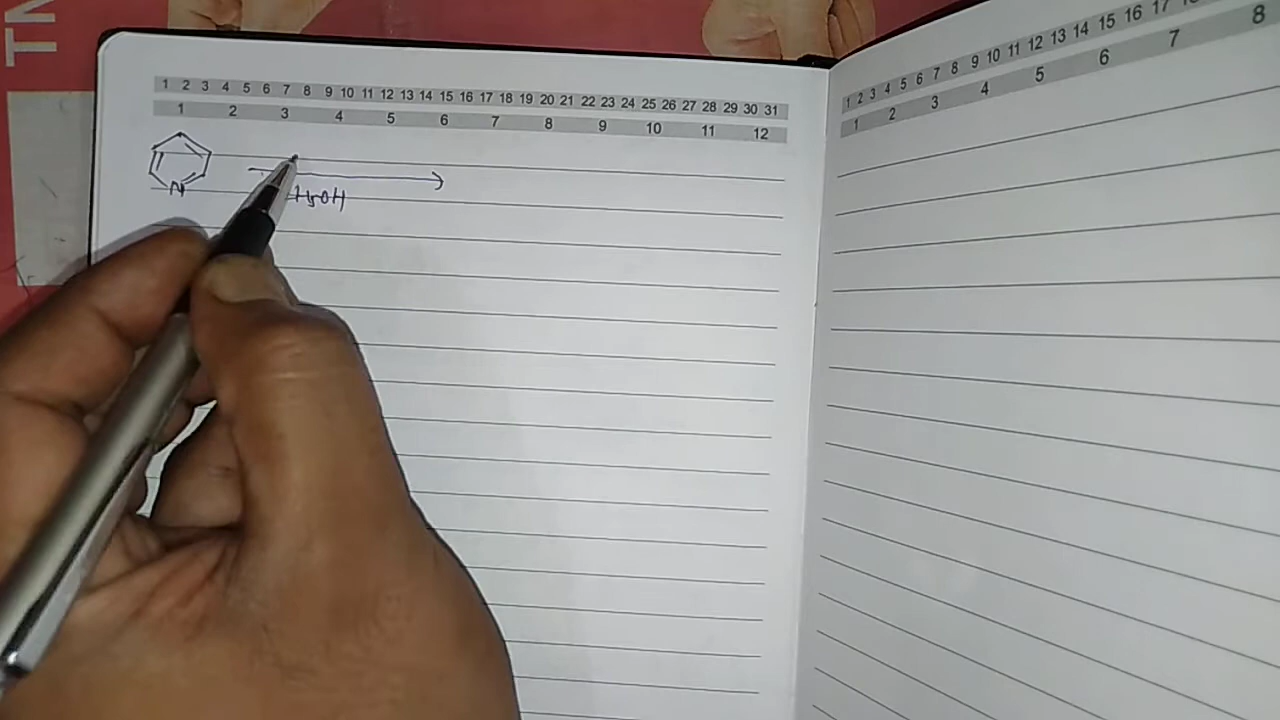 TM
1 2 3 4 5 6 7 8 9 10 11 12 13 14 15 16 17 18 19 20 21 22 23 24 25 26 27 28 29 30 31
1 2 3 4 5 6 7 8 9 10 11 12
N
H5OH
1 2 3 4 5 6 7 8 9 10 11 12 13 14 15 16 17
1 2 3 4 5 6 7 8